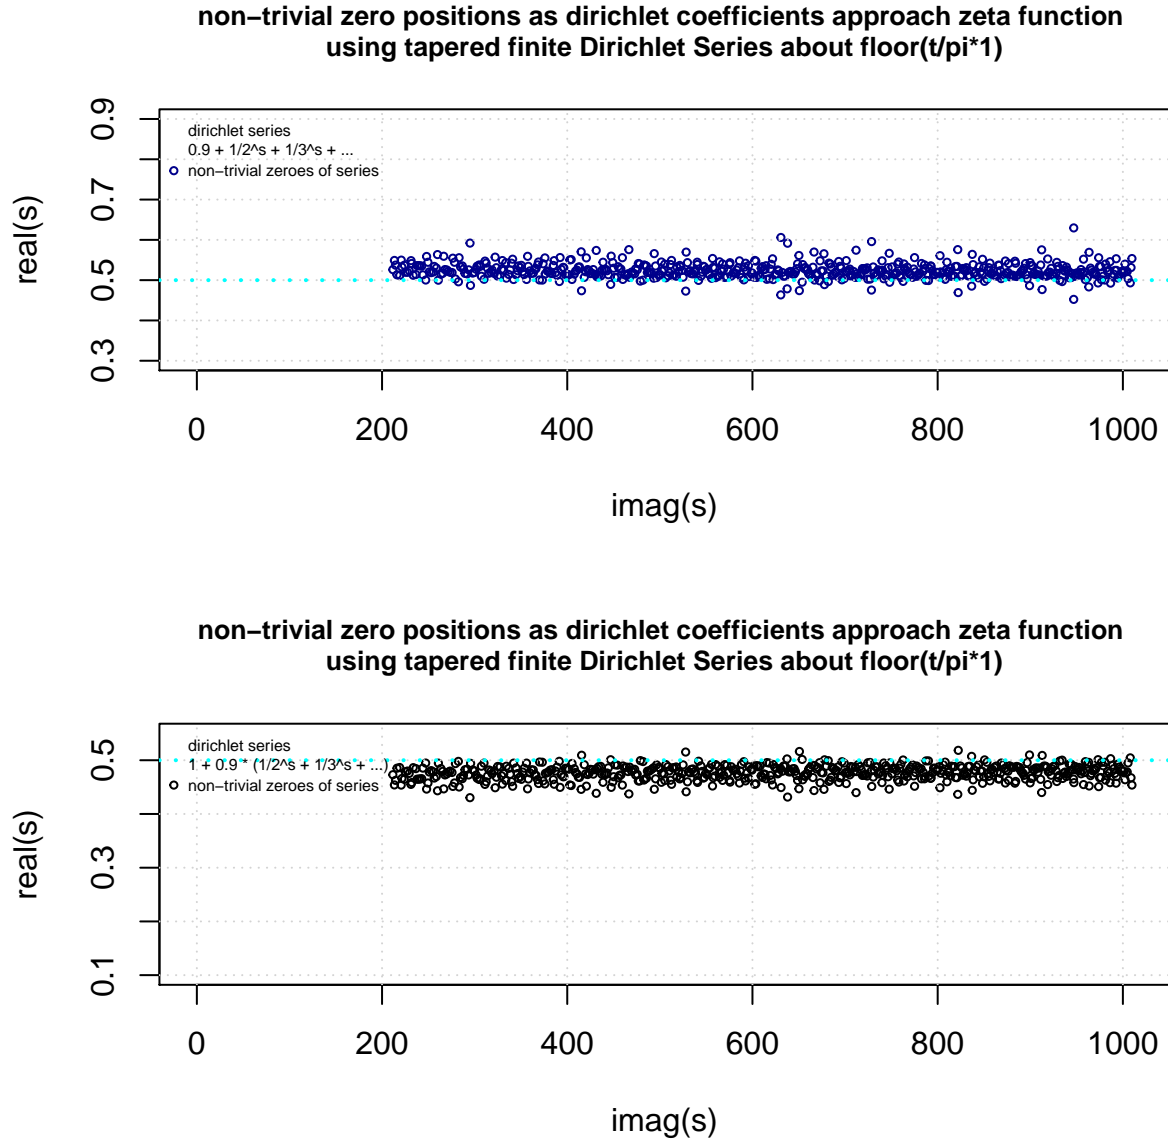 non−trivial zero positions as dirichlet coefficients approach zeta function
using tapered finite Dirichlet Series about floor(t/pi*1)
real(s)
0.9
0.7
0.5
0.3
dirichlet series
0.9 + 1/2^s + 1/3^s + ...
non−trivial zeroes of series
0 200 400 600 800 1000
imag(s)
non−trivial zero positions as dirichlet coefficients approach zeta function
using tapered finite Dirichlet Series about floor(t/pi*1)
real(s)
0.5
0.3
0.1
dirichlet series
1 + 0.9 * (1/2^s + 1/3^s + ...)
non−trivial zeroes of series
0 200 400 600 800 1000
imag(s)